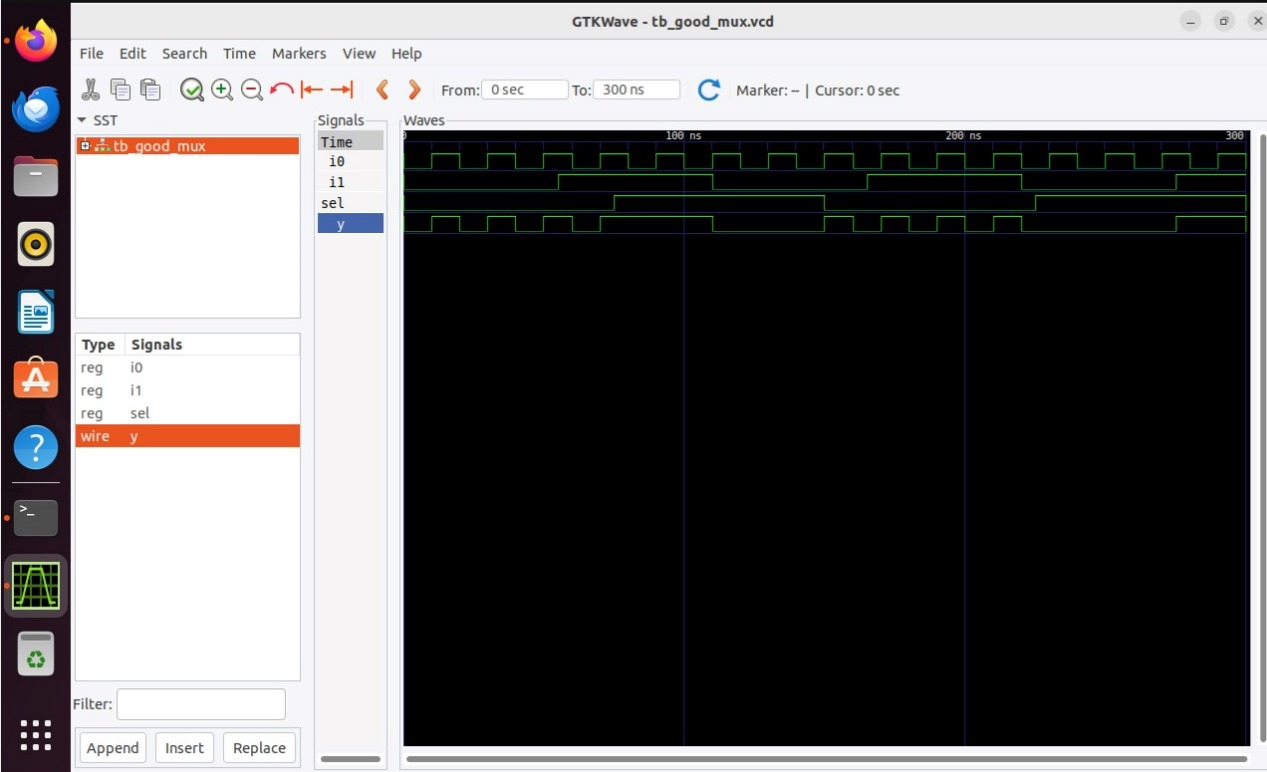 GTKWave - tb_good_mux.vcd
File Edit Search Time Markers View Help
From: 0 sec To: 300 ns Marker: -- | Cursor: 0 sec
SST
tb_good_mux
Type Signals
reg i0
reg i1
reg sel
wire y
Filter:
Append Insert Replace
Signals
Time
i0
i1
sel
y
Waves
0 100 ns 200 ns 300